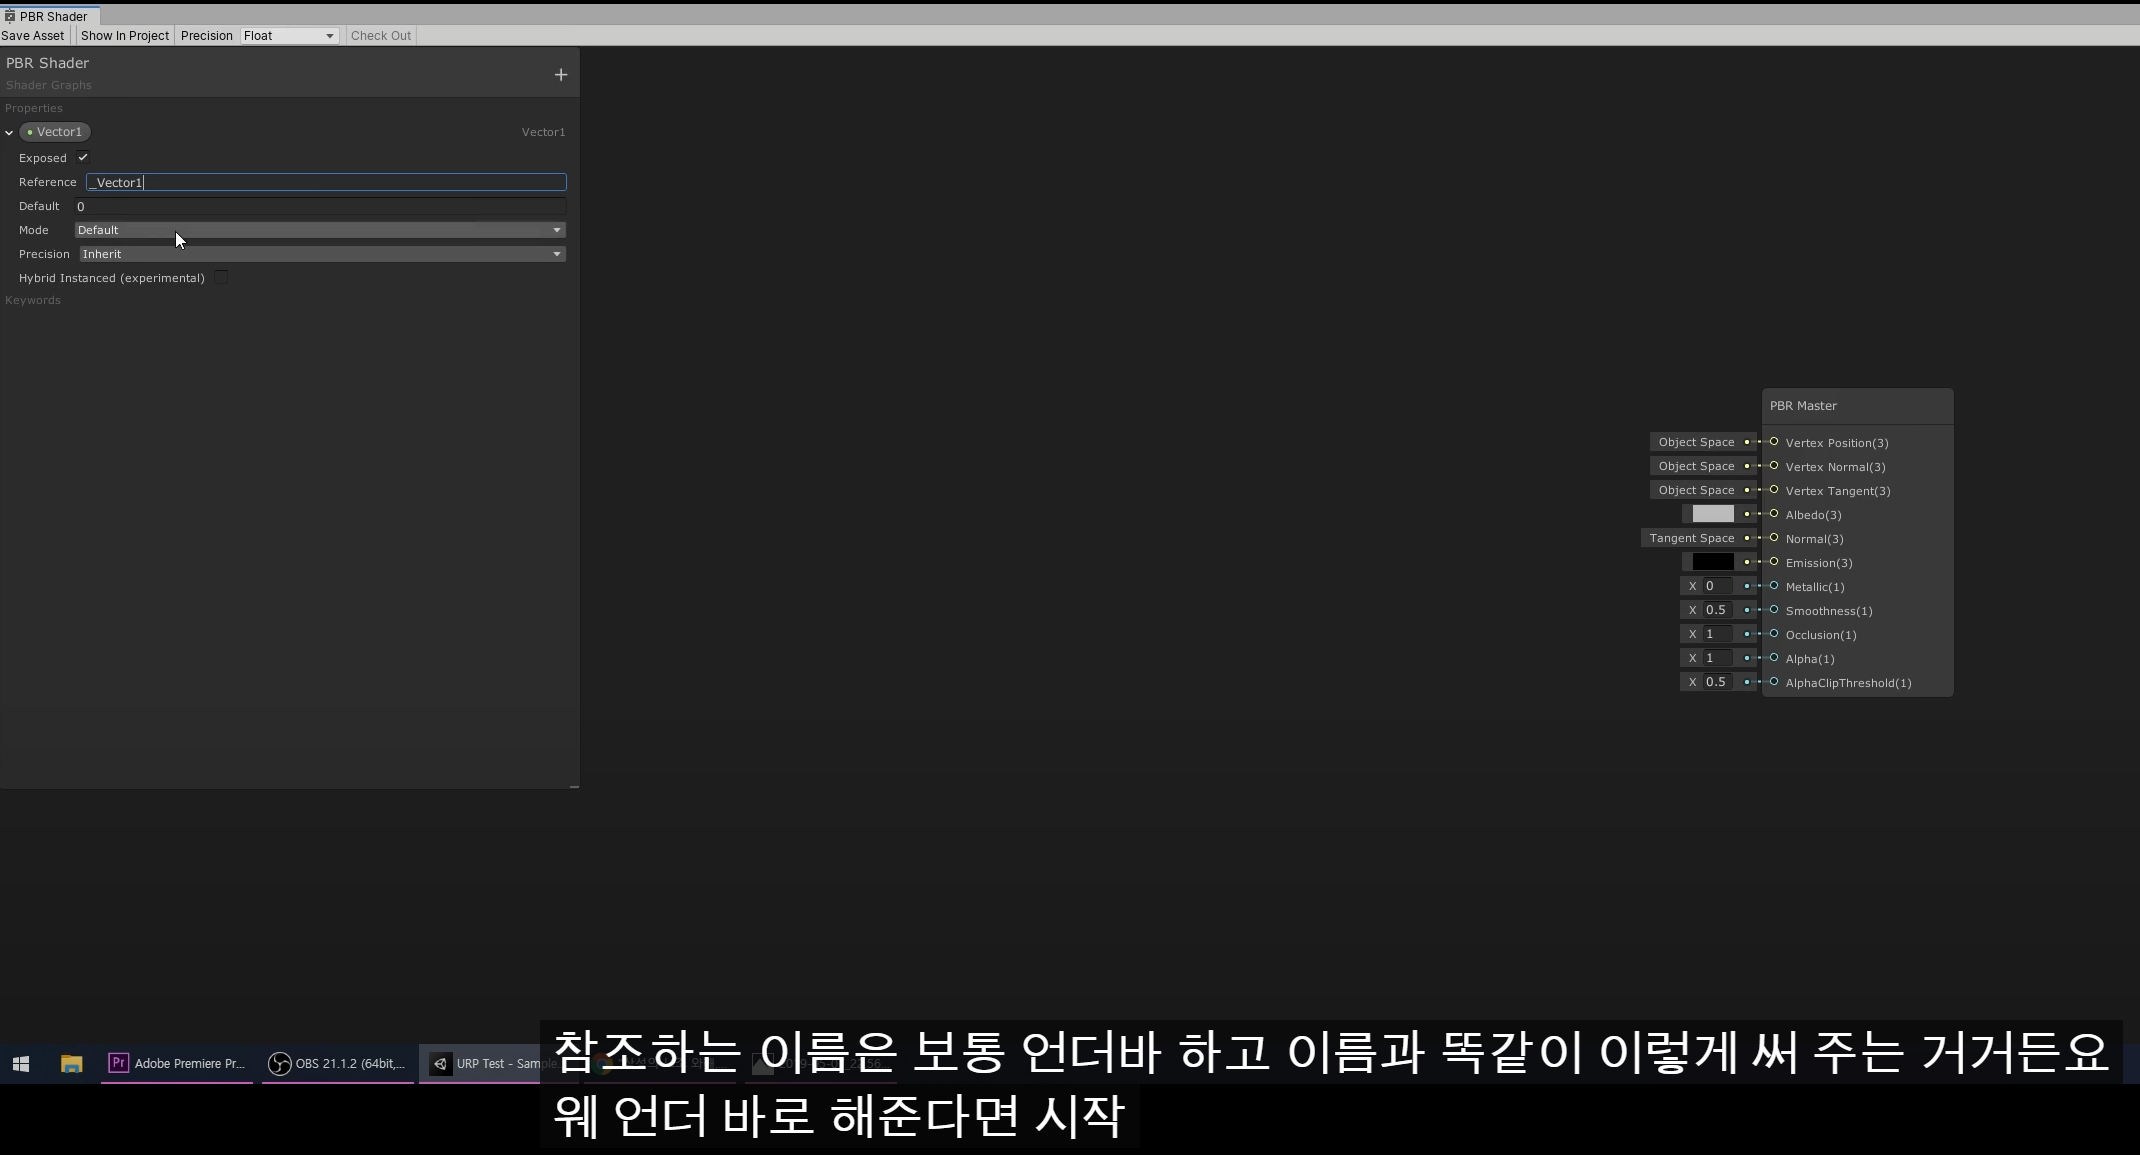 PBR Shader
Save Asset Show In Project Precision Float Check Out
PBR Shader
Shader Graphs
Properties
Vector1 Vector1
Exposed
Reference _Vector1
Default 0
Mode Default
Precision Inherit
Hybrid Instanced (experimental)
Keywords
PBR Master
Object Space Vertex Position(3)
Object Space Vertex Normal(3)
Object Space Vertex Tangent(3)
Albedo(3)
Tangent Space Normal(3)
Emission(3)
X 0 Metallic(1)
X 0.5 Smoothness(1)
X 1 Occlusion(1)
X 1 Alpha(1)
X 0.5 AlphaClipThreshold(1)
Adobe Premiere Pr... OBS 21.1.2 (64bit,... URP Test - Sample
참조하는 이름은 보통 언더바 하고 이름과 똑같이 이렇게 써 주는 거거든요
웨 언더 바로 해준다면 시작